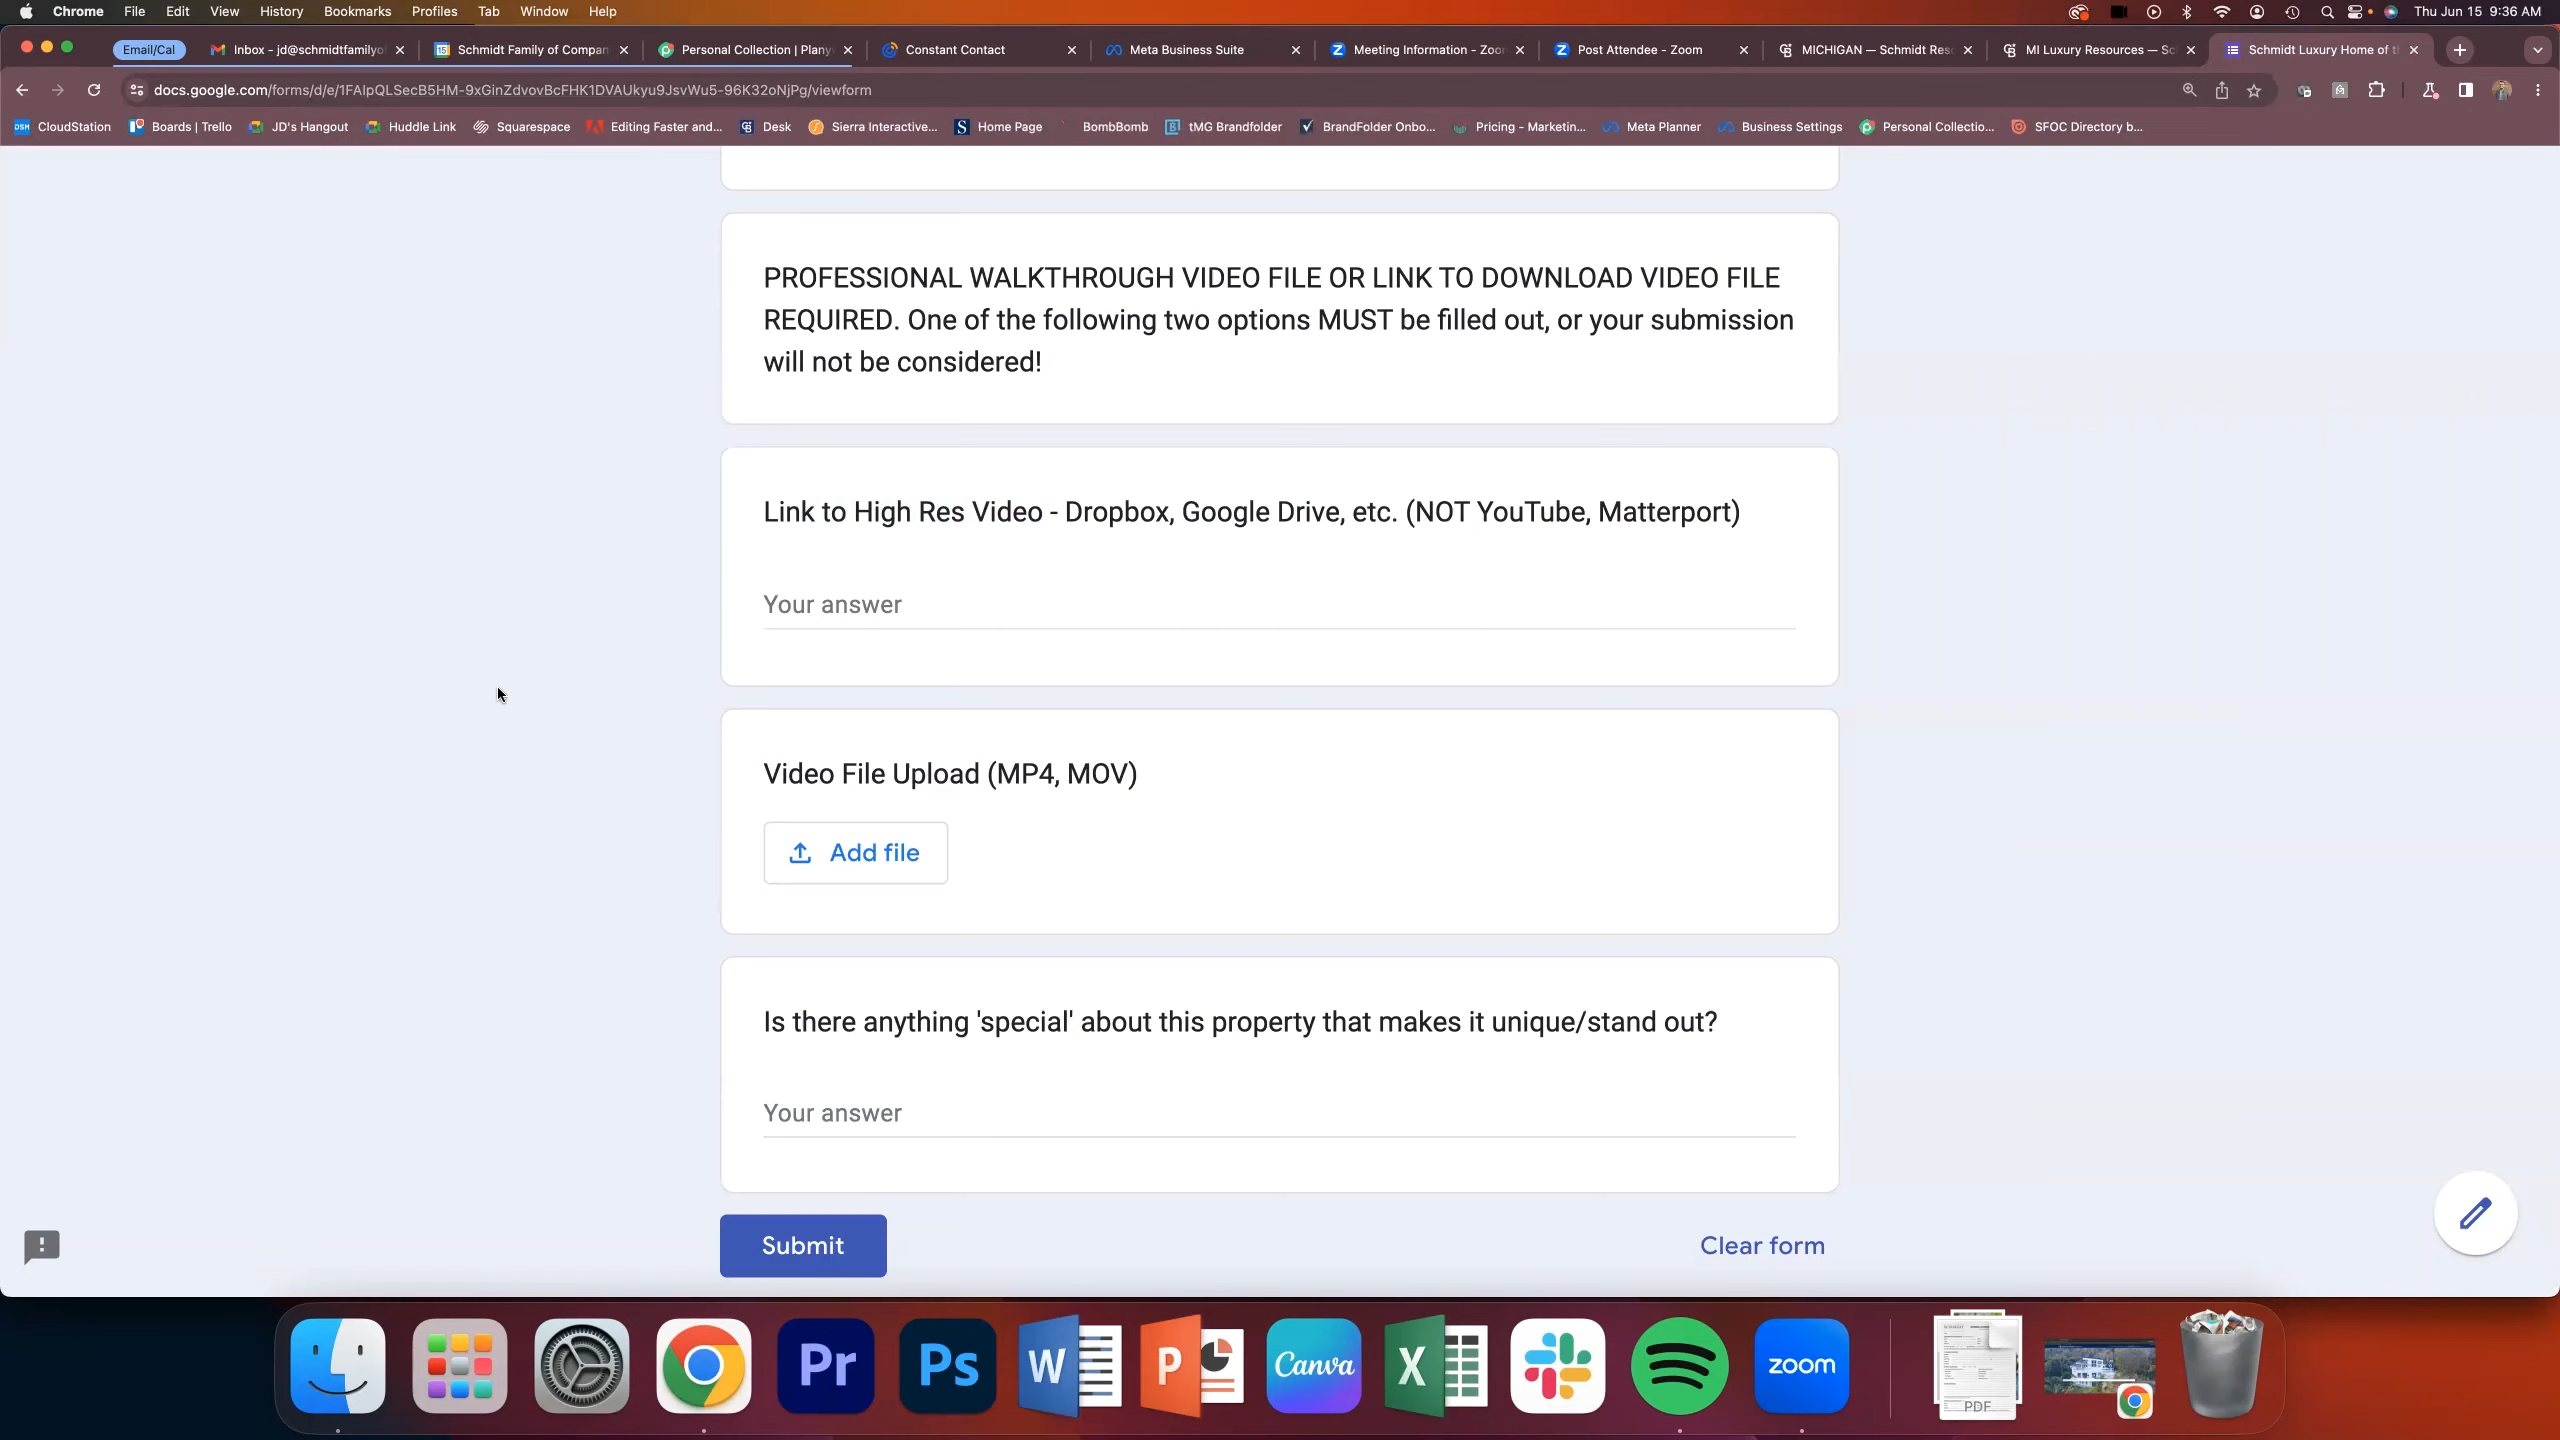 Chrome File Edit View History Bookmarks Profiles Tab Window Help Thu Jun 15 9:36 AM
Email/Cal Inbox - jd@schmidtfamilyo Schmidt Family of Compan Personal Collection | Plany Constant Contact Meta Business Suite Meeting Information - Zoo Post Attendee - Zoom MICHIGAN — Schmidt Res MI Luxury Resources — Sc Schmidt Luxury Home of t
docs.google.com/forms/d/e/1FAIpQLSecB5HM-9xGinZdvovBcFHK1DVAUkyu9JsvWu5-96K32oNjPg/viewform
CloudStation Boards | Trello JD's Hangout Huddle Link Squarespace Editing Faster and... Desk Sierra Interactive... Home Page BombBomb tMG Brandfolder BrandFolder Onbo... Pricing - Marketin... Meta Planner Business Settings Personal Collectio... SFOC Directory b...
PROFESSIONAL WALKTHROUGH VIDEO FILE OR LINK TO DOWNLOAD VIDEO FILE
REQUIRED. One of the following two options MUST be filled out, or your submission
will not be considered!
Link to High Res Video - Dropbox, Google Drive, etc. (NOT YouTube, Matterport)
Your answer
Video File Upload (MP4, MOV)
Add file
Is there anything 'special' about this property that makes it unique/stand out?
Your answer
Submit Clear form
Pr Ps W P Canva X zoom PDF